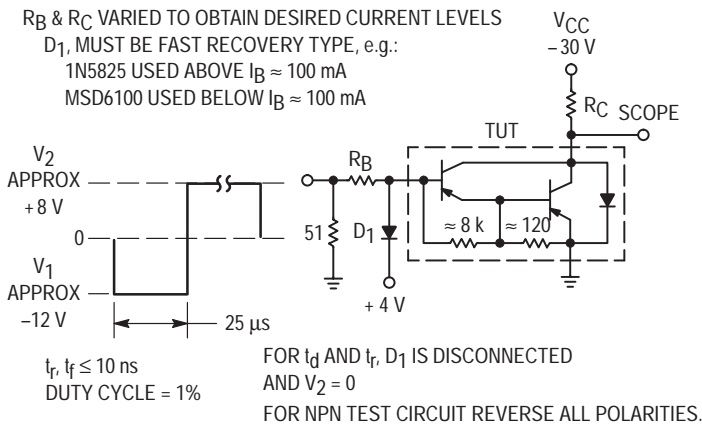 RB & RC VARIED TO OBTAIN DESIRED CURRENT LEVELS
D1, MUST BE FAST RECOVERY TYPE, e.g.:
1N5825 USED ABOVE IB ≈ 100 mA
MSD6100 USED BELOW IB ≈ 100 mA
VCC
– 30 V
RC
SCOPE
TUT
V2
APPROX
+ 8 V
0
V1
APPROX
–12 V
25 µs
RB
51
D1
+ 4 V
≈ 8 k
≈ 120
tr, tf ≤ 10 ns
DUTY CYCLE = 1%
FOR td AND tr, D1 IS DISCONNECTED
AND V2 = 0
FOR NPN TEST CIRCUIT REVERSE ALL POLARITIES.